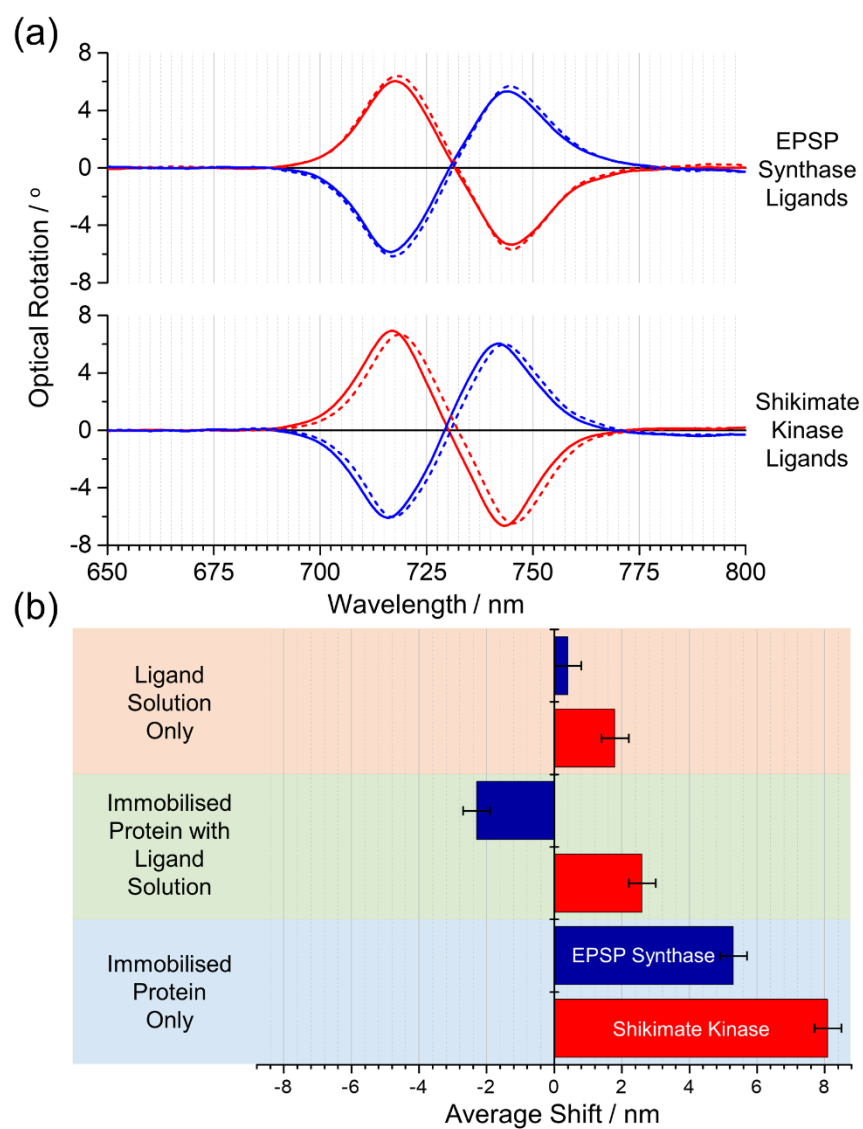 (a)
8
4
0
-4
-8
EPSP
Synthase
Ligands
Optical Rotation / º
8
4
0
-4
-8
Shikimate
Kinase
Ligands
650 675 700 725 750 775 800
Wavelength / nm
(b)
Ligand
Solution
Only
Immobilised
Protein with
Ligand
Solution
Immobilised
Protein
Only
EPSP Synthase
Shikimate Kinase
-8 -6 -4 -2 0 2 4 6 8
Average Shift / nm